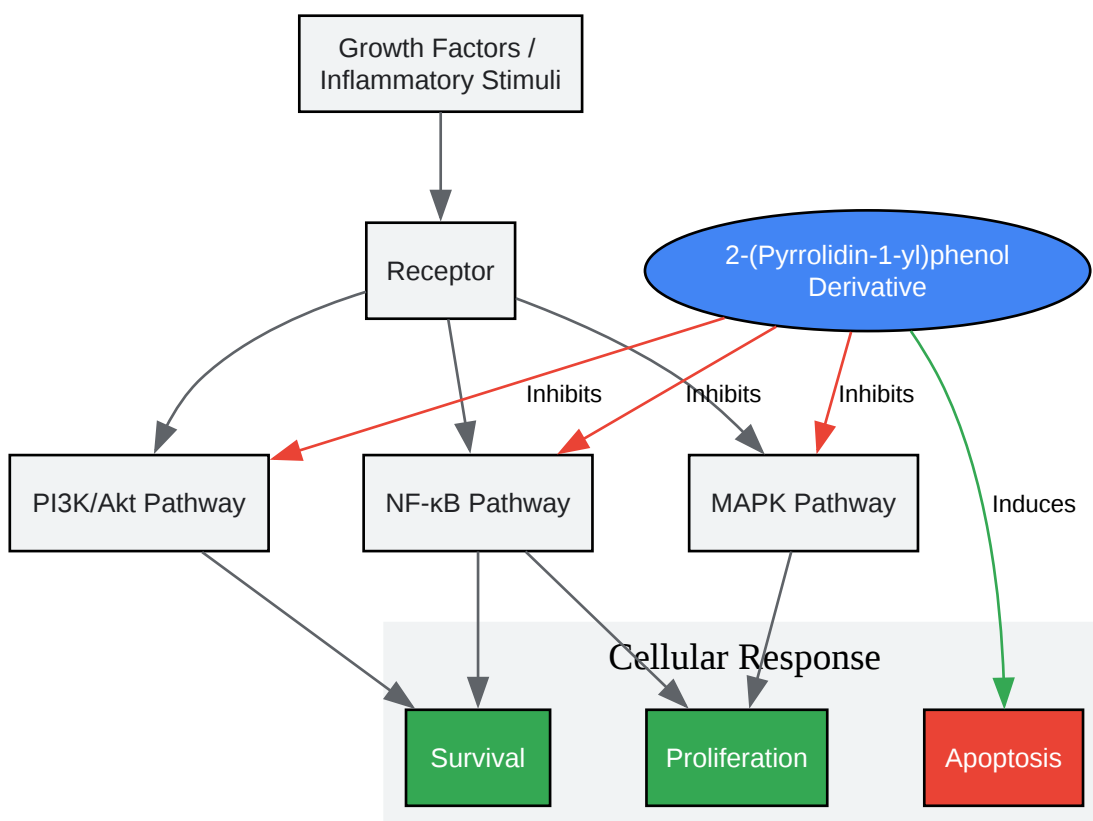 Growth Factors /
Inflammatory Stimuli
Receptor
2-(Pyrrolidin-1-yl)phenol
Derivative
Inhibits
Inhibits
Inhibits
PI3K/Akt Pathway
NF-κB Pathway
MAPK Pathway
Induces
Cellular Response
Survival
Proliferation
Apoptosis